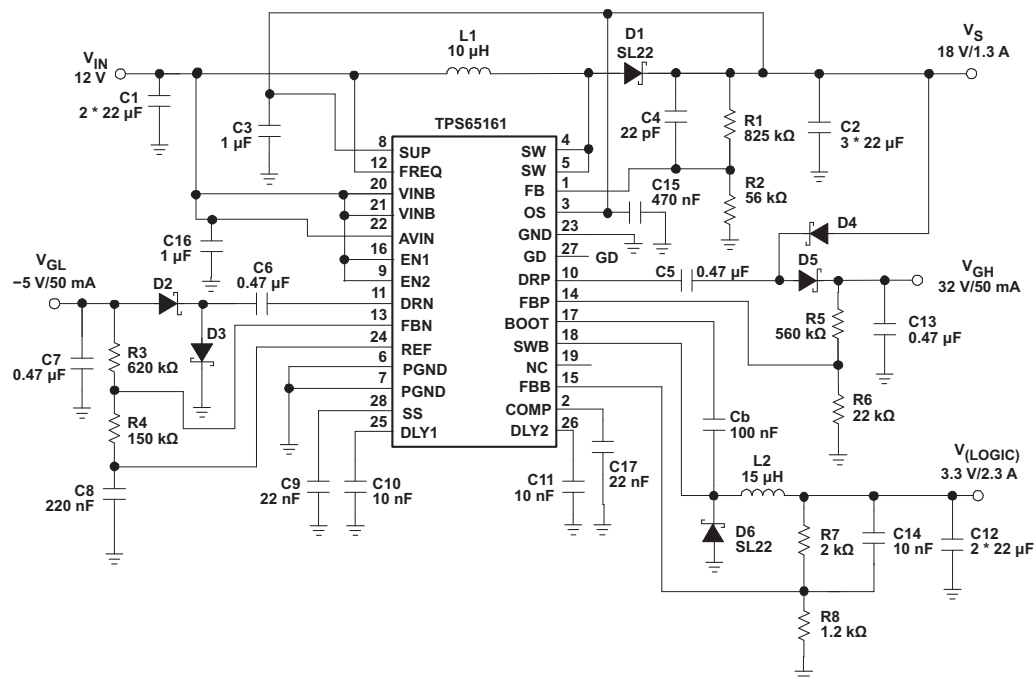 V_IN
12 V
C1
2 * 22 µF
L1
10 µH
D1
SL22
V_S
18 V/1.3 A
C3
1 µF
C4
22 pF
R1
825 kΩ
C2
3 * 22 µF
R2
56 kΩ
C15
470 nF
TPS65161
8
SUP
12
FREQ
20
VINB
21
VINB
22
AVIN
16
EN1
9
EN2
11
DRN
13
FBN
24
REF
6
PGND
7
PGND
28
SS
25
DLY1
4
SW
5
SW
1
FB
3
OS
23
GND
27
GD
GD
10
DRP
14
FBP
17
BOOT
18
SWB
19
NC
15
FBB
2
COMP
26
DLY2
C16
1 µF
V_GL
−5 V/50 mA
D2
C6
0.47 µF
D3
C7
0.47 µF
R3
620 kΩ
R4
150 kΩ
C8
220 nF
C9
22 nF
C10
10 nF
C11
10 nF
C17
22 nF
D4
C5
0.47 µF
D5
V_GH
32 V/50 mA
R5
560 kΩ
C13
0.47 µF
R6
22 kΩ
Cb
100 nF
L2
15 µH
V_(LOGIC)
3.3 V/2.3 A
D6
SL22
R7
2 kΩ
C14
10 nF
C12
2 * 22 µF
R8
1.2 kΩ